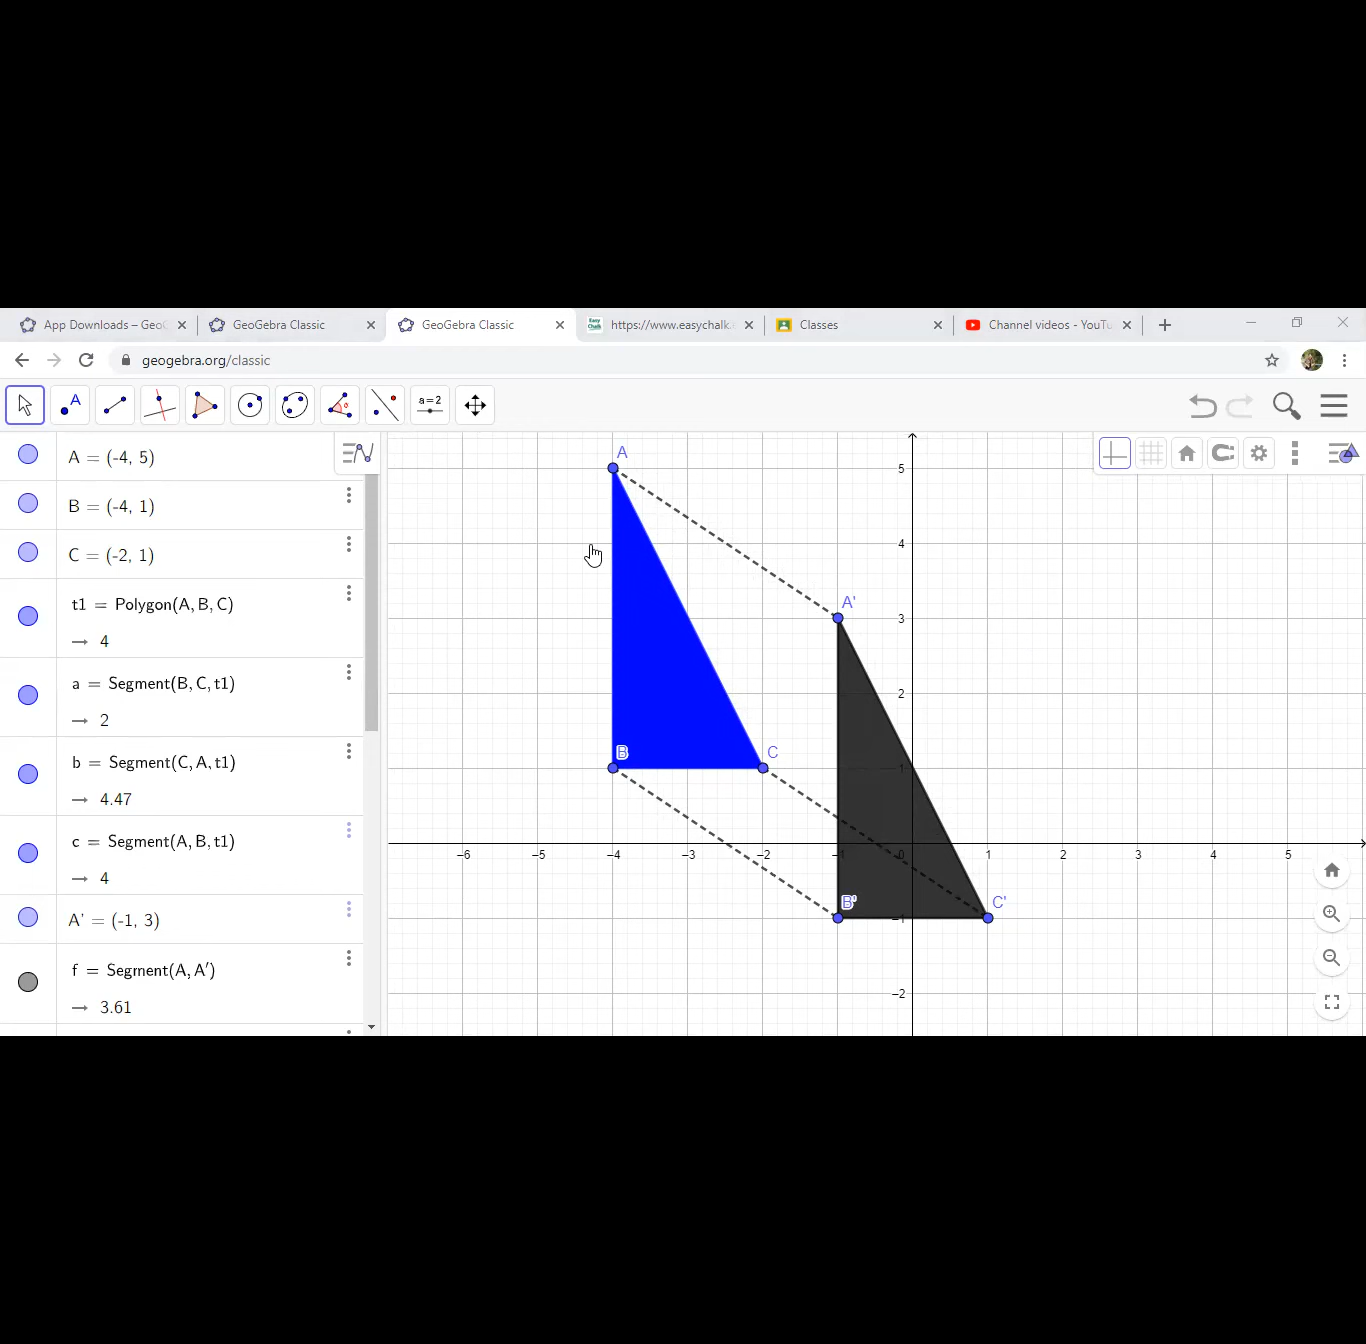 App Downloads – GeoG
GeoGebra Classic
GeoGebra Classic
Easy Chalk
https://www.easychalk.
Classes
Channel videos - YouTu
geogebra.org/classic
A
a=2
A = (-4, 5)
B = (-4, 1)
C = (-2, 1)
t1 = Polygon(A, B, C)
→ 4
a = Segment(B, C, t1)
→ 2
b = Segment(C, A, t1)
→ 4.47
c = Segment(A, B, t1)
→ 4
A' = (-1, 3)
f = Segment(A, A')
→ 3.61
A
5
4
A'
3
2
B
C
1
-6 -5 -4 -3 -2 -1 0 1 2 3 4 5
B'
C'
-1
-2